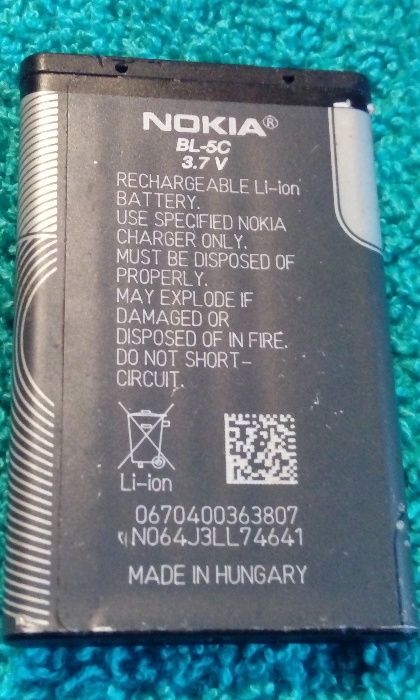 NOKIA®
BL-5C
3.7 V
RECHARGEABLE Li-ion
BATTERY.
USE SPECIFIED NOKIA
CHARGER ONLY.
MUST BE DISPOSED OF
PROPERLY.
MAY EXPLODE IF
DAMAGED OR
DISPOSED OF IN FIRE.
DO NOT SHORT-
CIRCUIT.
Li-ion
0670400363807
N064J3LL74641
MADE IN HUNGARY